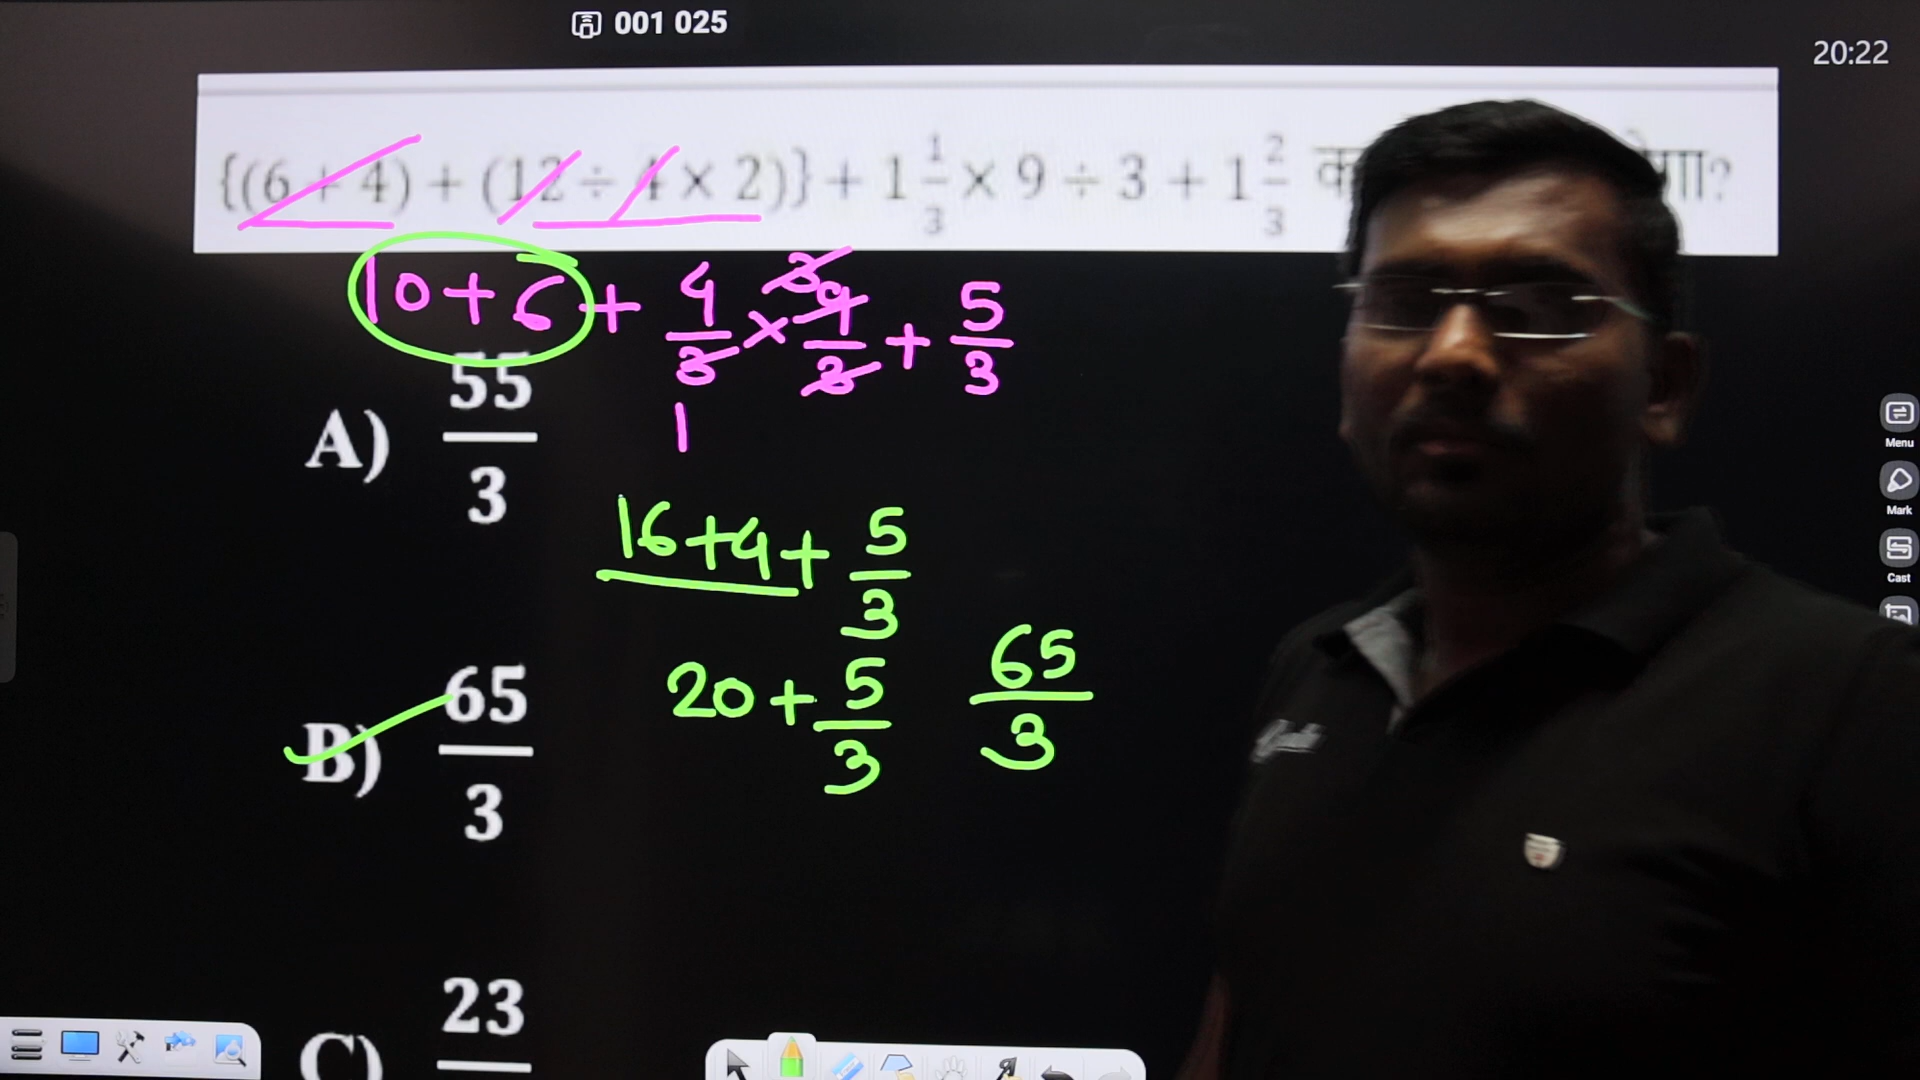 001 025
20:22
{(6 + 4) + (12 ÷ 4 × 2)} + 1 1/3 × 9 ÷ 3 + 1 2/3 ?
10 + 6 + 4/3 × 9/3 + 5/3
3
1
A) 55/3
16 + 4 + 5/3
B) 65/3
20 + 5/3 65/3
C) 23
Menu
Mark
Cast